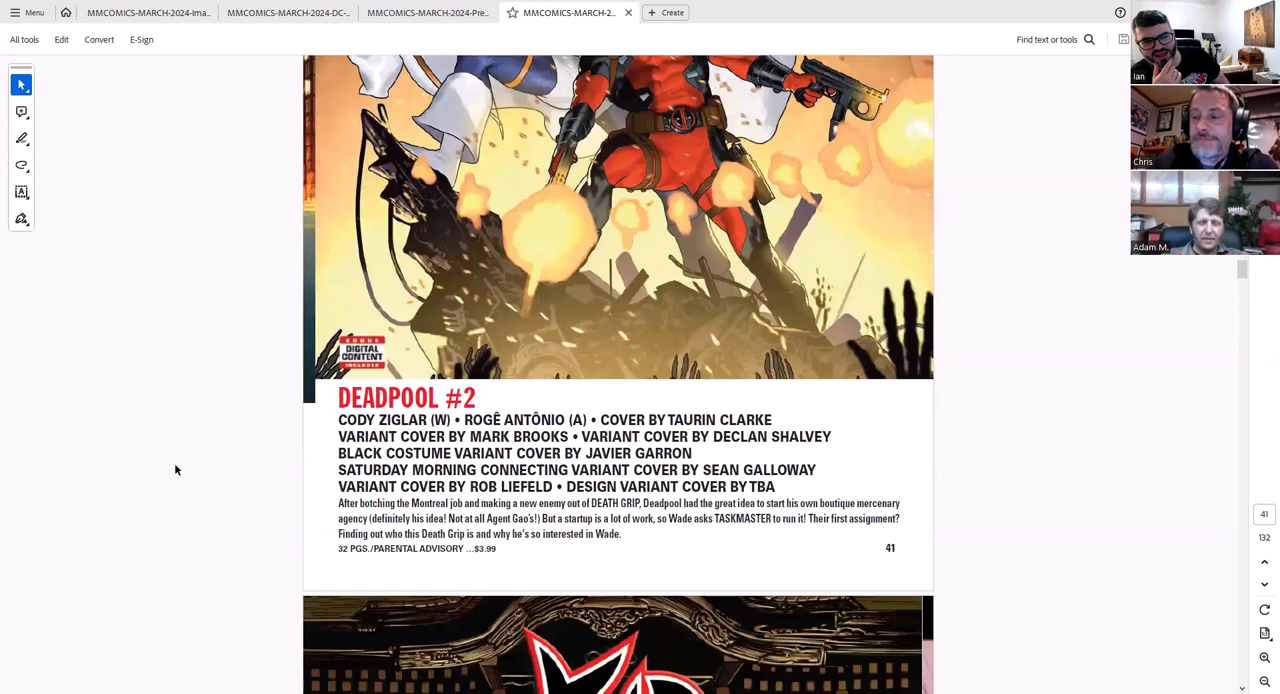 Menu
MMCOMICS-MARCH-2024-Ima...
MMCOMICS-MARCH-2024-DC-...
MMCOMICS-MARCH-2024-Pre...
MMCOMICS-MARCH-2...
Create
All tools
Edit
Convert
E-Sign
Find text or tools
Ian
Chris
Adam M.
BONUS
DIGITAL
CONTENT
INCLUDED
DEADPOOL #2
CODY ZIGLAR (W) • ROGÊ ANTÔNIO (A) • COVER BY TAURIN CLARKE
VARIANT COVER BY MARK BROOKS • VARIANT COVER BY DECLAN SHALVEY
BLACK COSTUME VARIANT COVER BY JAVIER GARRON
SATURDAY MORNING CONNECTING VARIANT COVER BY SEAN GALLOWAY
VARIANT COVER BY ROB LIEFELD • DESIGN VARIANT COVER BY TBA
After botching the Montreal job and making a new enemy out of DEATH GRIP, Deadpool had the great idea to start his own boutique mercenary
agency (definitely his idea! Not at all Agent Gao's!) But a startup is a lot of work, so Wade asks TASKMASTER to run it! Their first assignment?
Finding out who this Death Grip is and why he's so interested in Wade.
32 PGS./PARENTAL ADVISORY ...$3.99
41
41
132